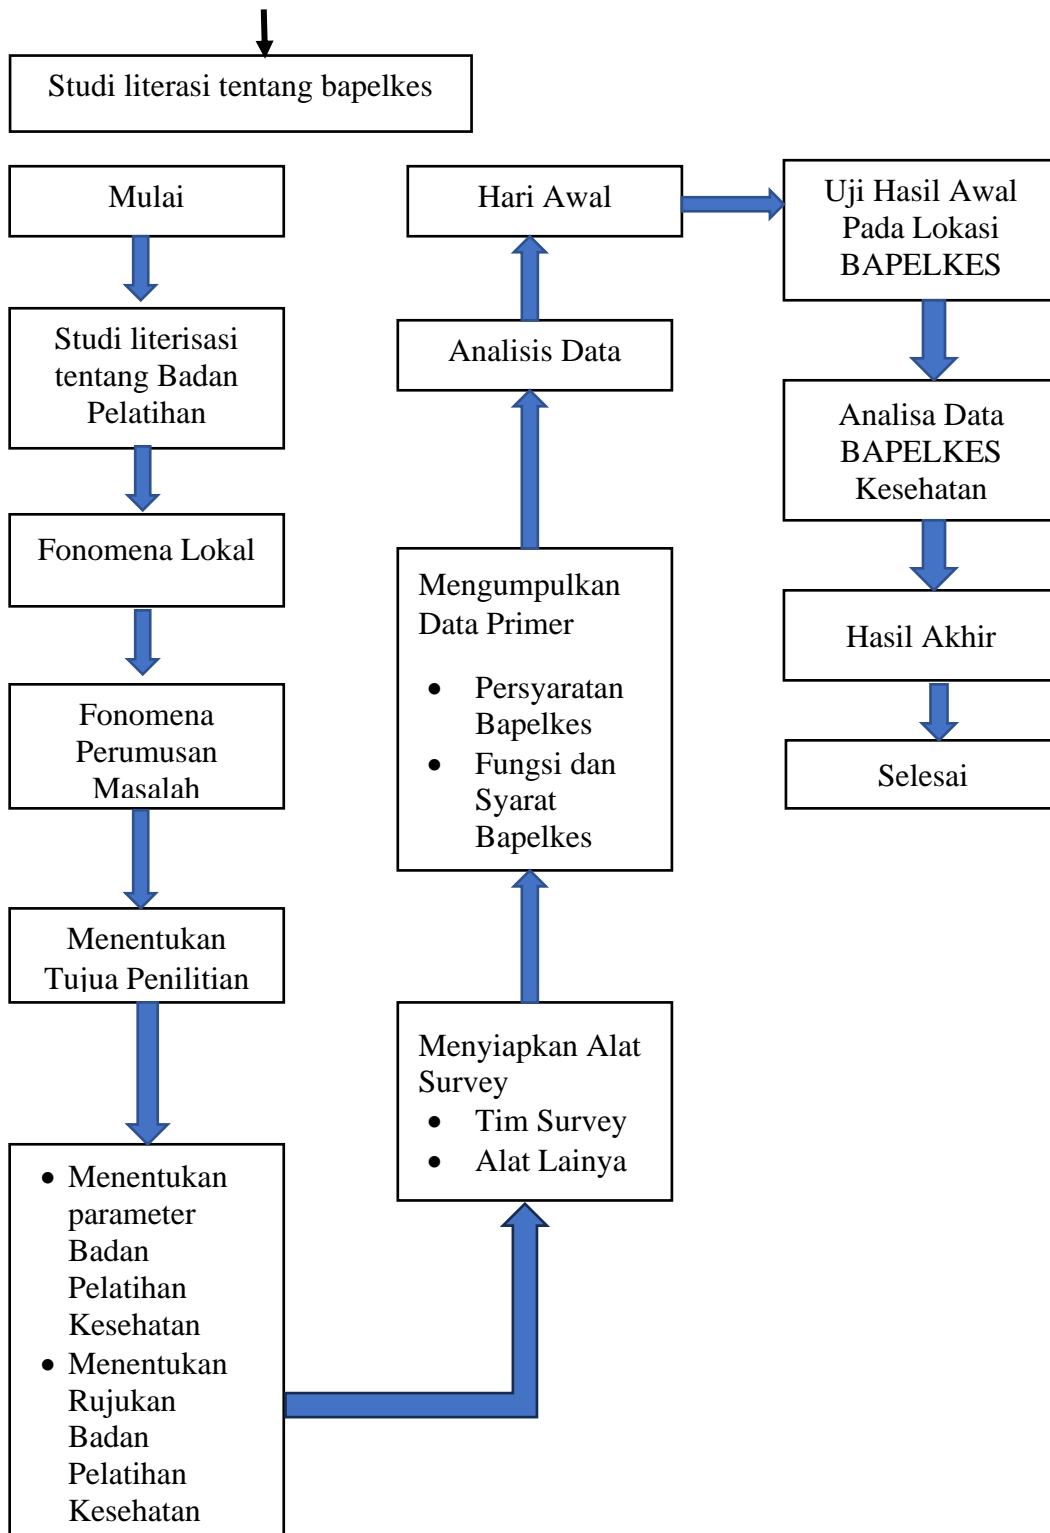 Studi literasi tentang bapelkes
Mulai
Studi literisasi
tentang Badan
Pelatihan
Fonomena Lokal
Fonomena
Perumusan
Masalah
Menentukan
Tujua Penilitian
• Menentukan
parameter
Badan
Pelatihan
Kesehatan
• Menentukan
Rujukan
Badan
Pelatihan
Kesehatan
Menyiapkan Alat
Survey
• Tim Survey
• Alat Lainya
Mengumpulkan
Data Primer
• Persyaratan
Bapelkes
• Fungsi dan
Syarat
Bapelkes
Analisis Data
Hari Awal
Uji Hasil Awal
Pada Lokasi
BAPELKES
Analisa Data
BAPELKES
Kesehatan
Hasil Akhir
Selesai